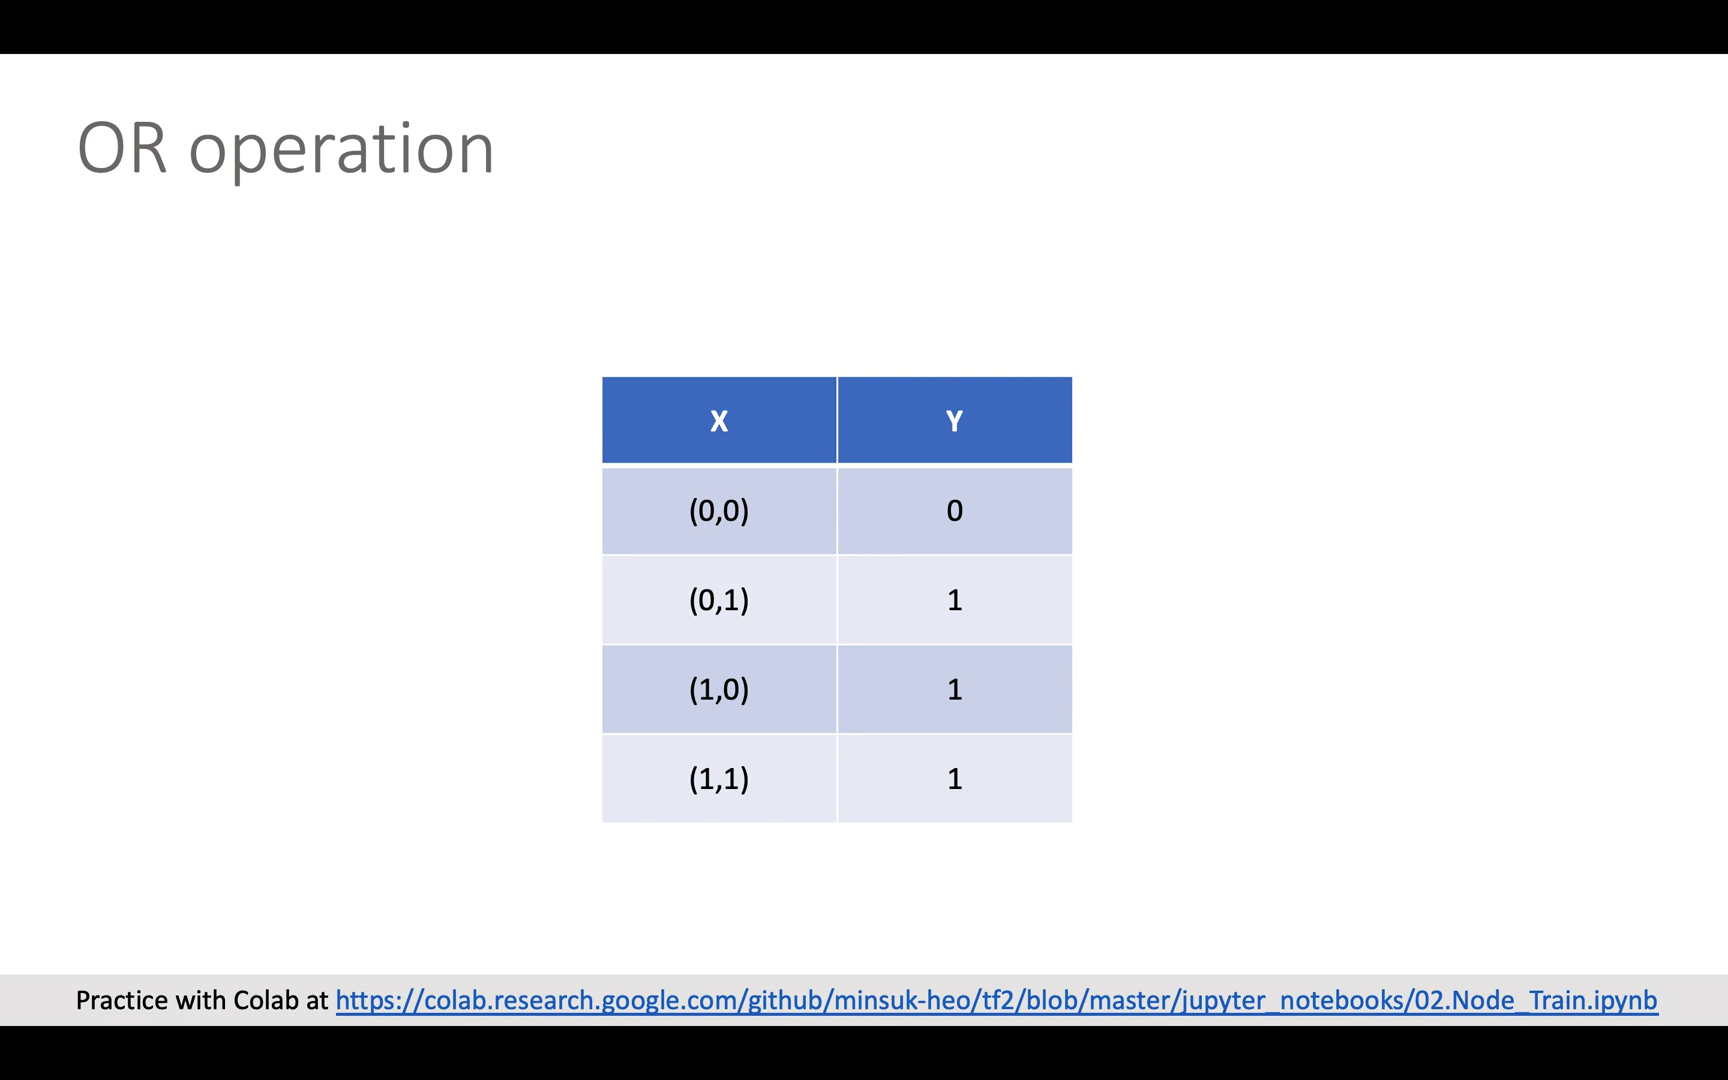 OR operation
X Y
(0,0) 0
(0,1) 1
(1,0) 1
(1,1) 1
Practice with Colab at https://colab.research.google.com/github/minsuk-heo/tf2/blob/master/jupyter_notebooks/02.Node_Train.ipynb